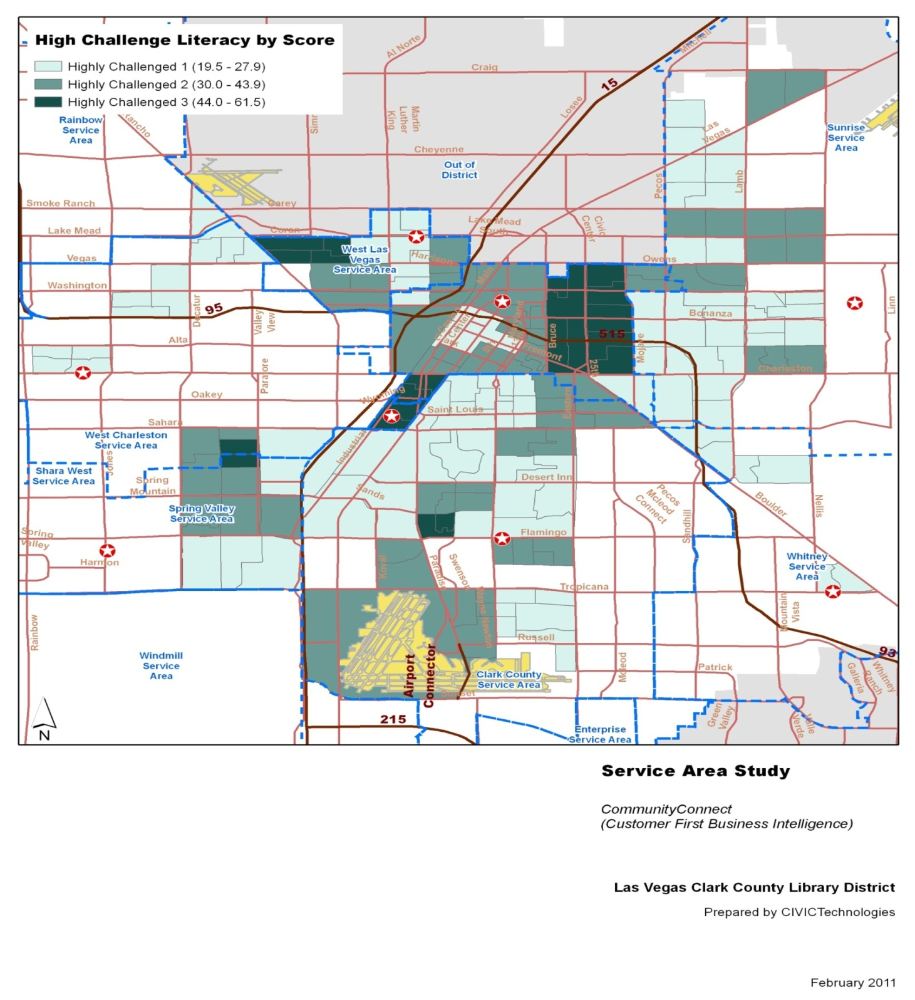 High Challenge Literacy by Score
Highly Challenged 1 (19.5 - 27.9)
Highly Challenged 2 (30.0 - 43.9)
Highly Challenged 3 (44.0 - 61.5)
Al Norte
Mitchell
Craig
15
Losee
Martin
Luther
King
Rainbow
Service
Area
Las
Vegas
Sunrise
Service
Area
Cheyenne
Out of
District
Pecos
Lamb
Smoke Ranch
Carey
Lake Mead
Coran
Lake Mead
South
Civic
Center
Vegas
West Las
Vegas
Service Area
Harrison
Owens
Main
Washington
95
Decatur
Valley
View
Bonanza
Linn
Center
Maryland
Bruce
515
Mojave
Alta
Fremont
25th
Charleston
Paradise
Oakey
Wyoming
Saint Louis
Eastern
Sahara
West Charleston
Service Area
Jones
Industrial
Shara West
Service Area
Spring
Mountain
Sands
Desert Inn
Pecos
Mcleod
Connect
Boulder
Nellis
Sandhill
Spring Valley
Service Area
Spring
Valley
Flamingo
Harmon
Koval
Paradise
Swenson
Whitney
Service
Area
Tropicana
Wayne Newton
Mountain
Vista
Rainbow
Russell
Windmill
Service
Area
Airport
Connector
Clark County
Service Area
Mcleod
Patrick
93
Galleria
Whitney
Ranch
Sunset
N
215
Enterprise
Service Area
Green
Valley
Valle
Verde
Service Area Study
CommunityConnect
(Customer First Business Intelligence)
Las Vegas Clark County Library District
Prepared by CIVICTechnologies
February 2011